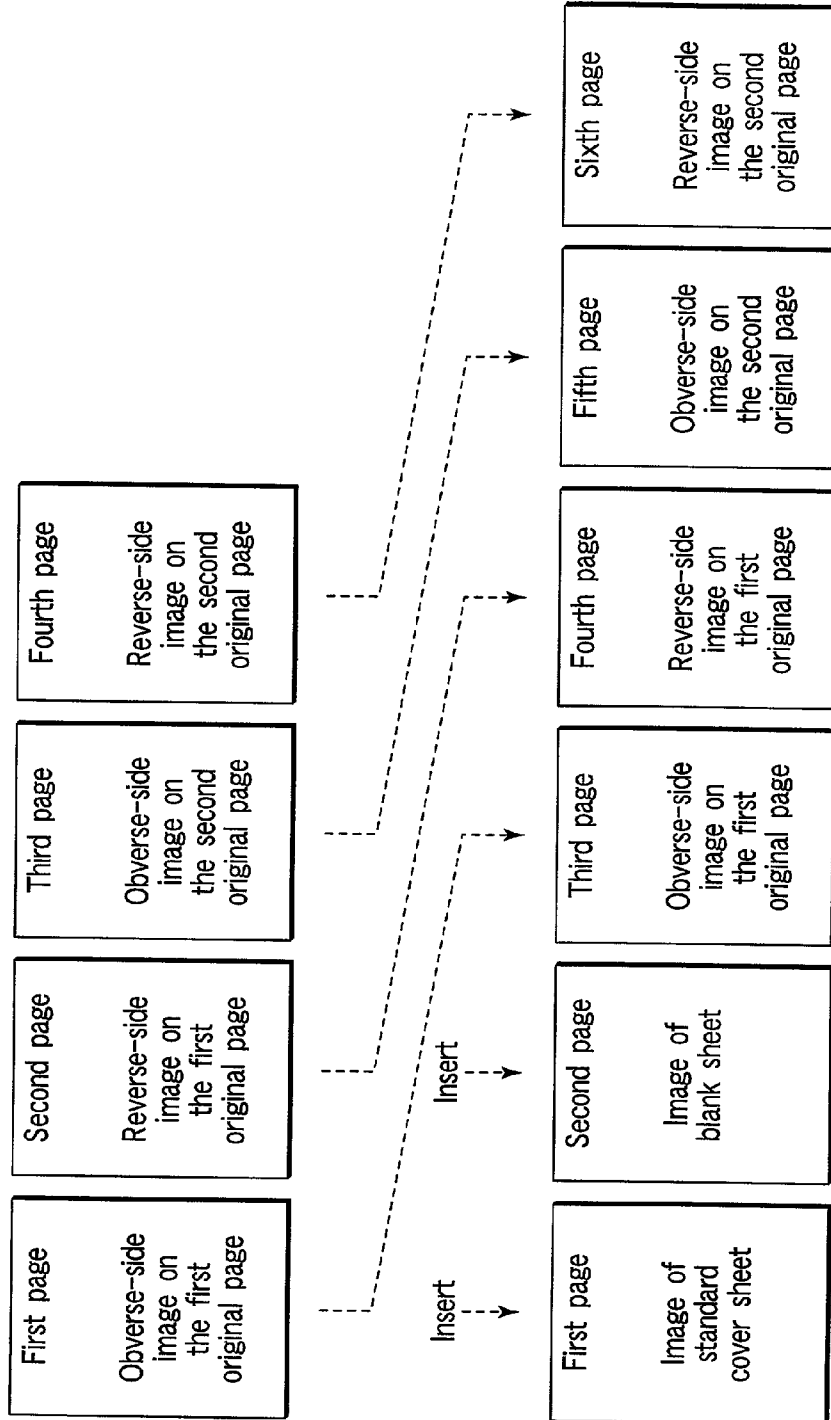 First page
Obverse-side
image on
the first
original page
Second page
Reverse-side
image on
the first
original page
Third page
Obverse-side
image on
the second
original page
Fourth page
Reverse-side
image on
the second
original page
Insert
Insert
First page
Image of
standard
cover sheet
Second page
Image of
blank sheet
Third page
Obverse-side
image on
the first
original page
Fourth page
Reverse-side
image on
the first
original page
Fifth page
Obverse-side
image on
the second
original page
Sixth page
Reverse-side
image on
the second
original page